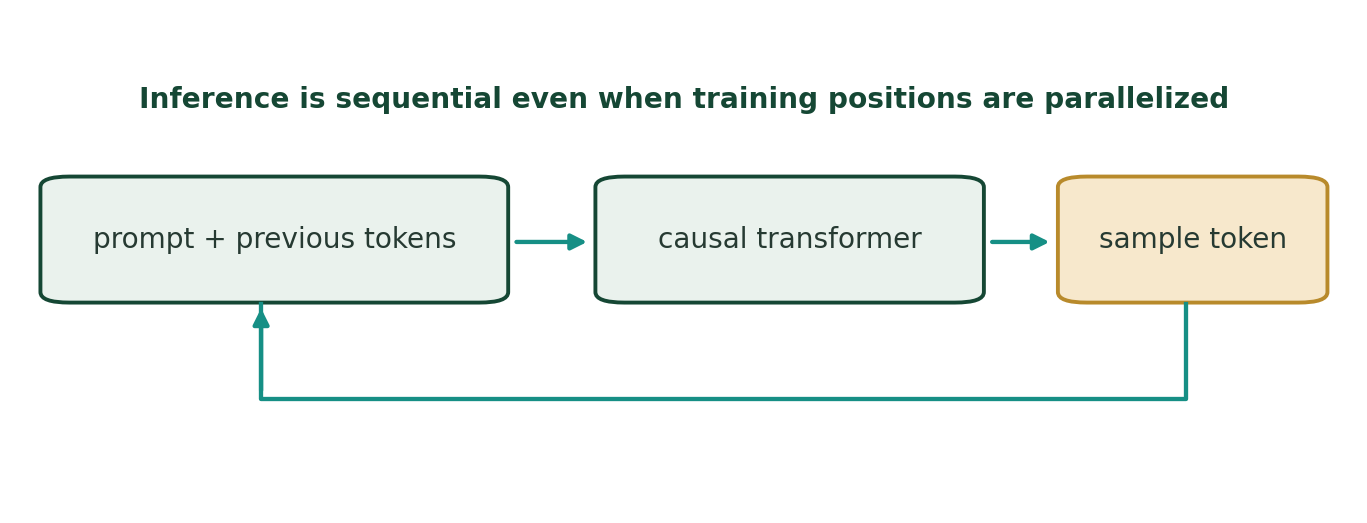 Inference is sequential even when training positions are parallelized
prompt + previous tokens
causal transformer
sample token